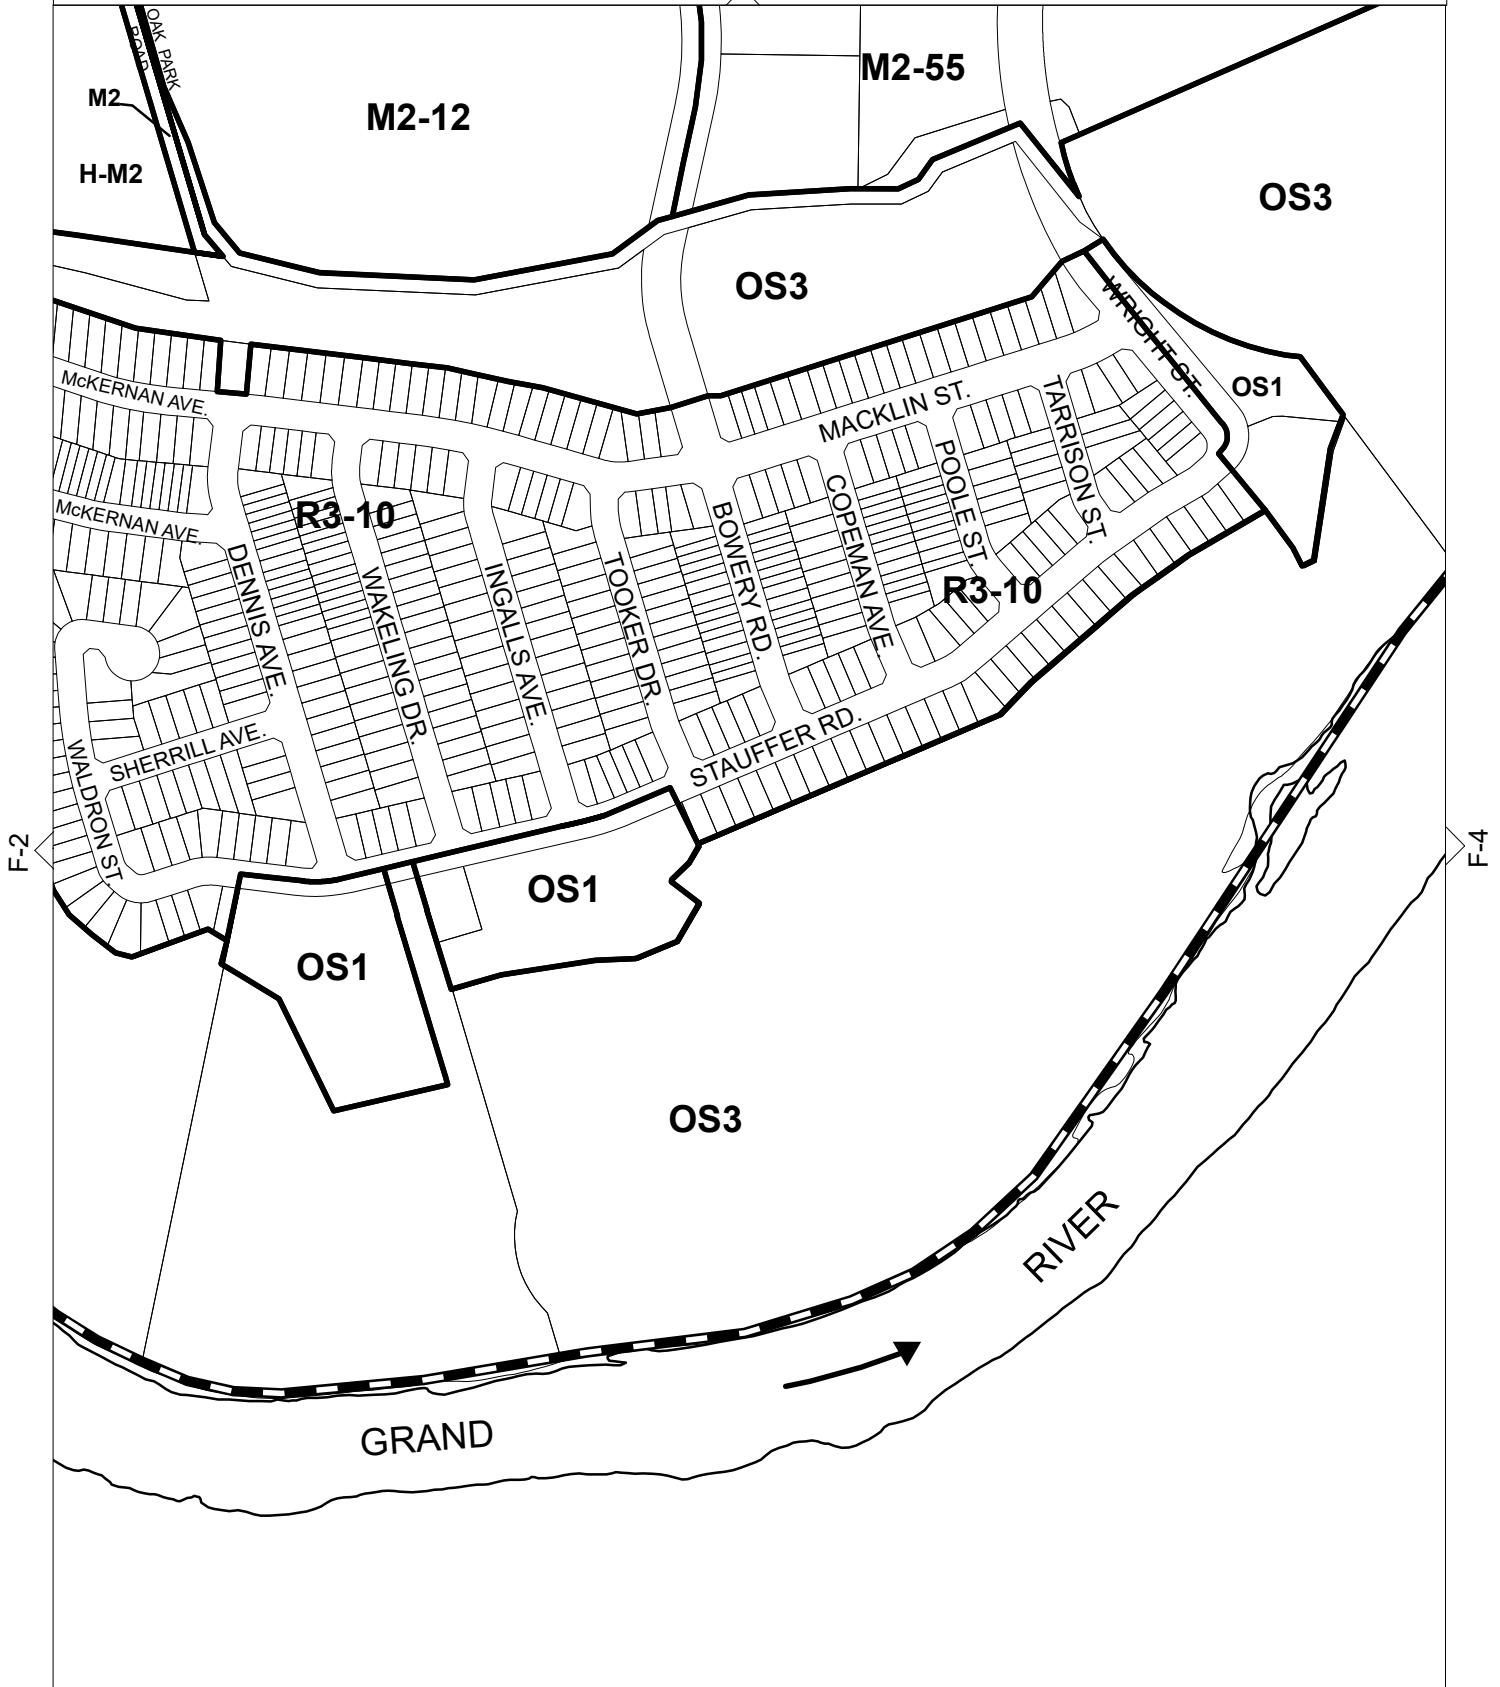 OAK PARK
ROAD
M2-55
M2
M2-12
H-M2
OS3
OS3
WRIGHT ST.
McKERNAN AVE.
OS1
MACKLIN ST.
TARRISON ST.
POOLE ST.
COPEMAN AVE
BOWERY RD.
R3-10
McKERNAN AVE.
DENNIS AVE.
WAKELING DR.
INGALLS AVE.
TOOKER DR.
R3-10
STAUFFER RD.
SHERRILL AVE.
WALDRON ST.
F-2
F-4
OS1
OS1
OS3
RIVER
GRAND